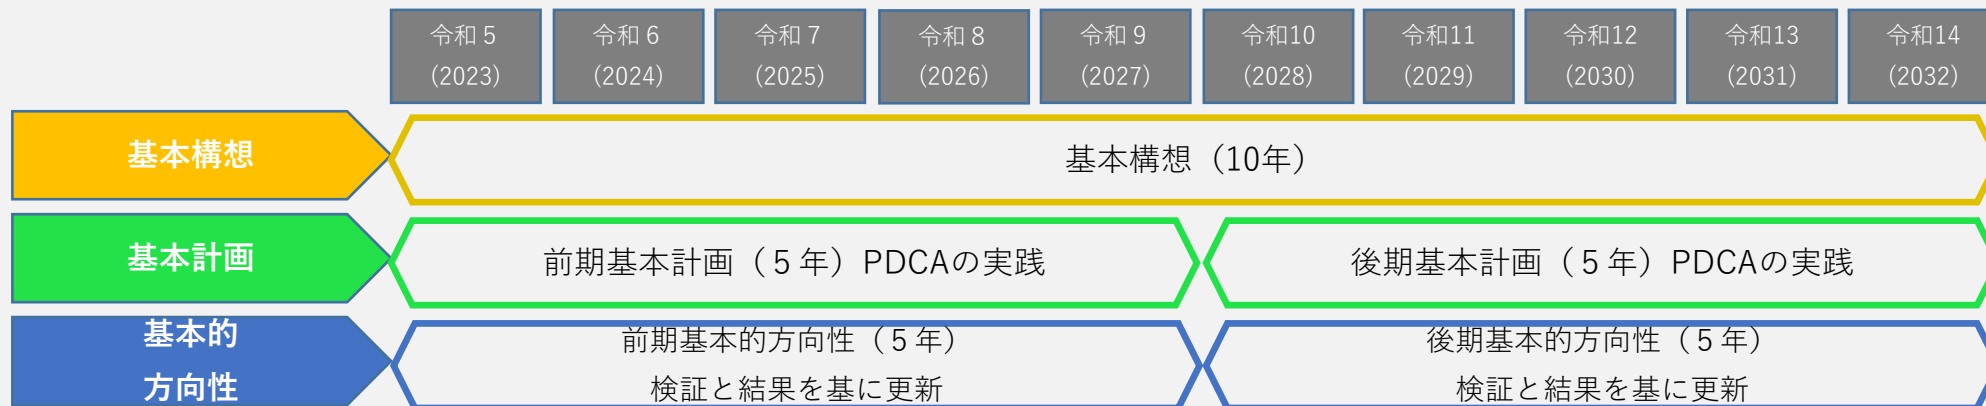 令和５ 令和６ 令和７ 令和８ 令和９ 令和10 令和11 令和12 令和13 令和14
(2023) (2024) (2025) (2026) (2027) (2028) (2029) (2030) (2031) (2032)
基本構想
基本構想（10年）
基本計画
前期基本計画（５年）PDCAの実践
後期基本計画（５年）PDCAの実践
基本的
方向性
前期基本的方向性（５年）
検証と結果を基に更新
後期基本的方向性（５年）
検証と結果を基に更新